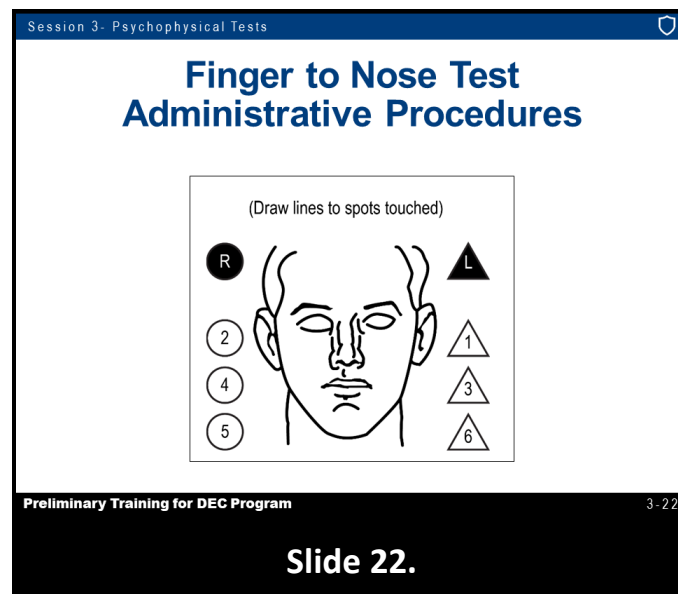 Session 3- Psychophysical Tests
Finger to Nose Test
Administrative Procedures
(Draw lines to spots touched)
R
L
2
1
4
3
5
6
Preliminary Training for DEC Program
3-22
Slide 22.